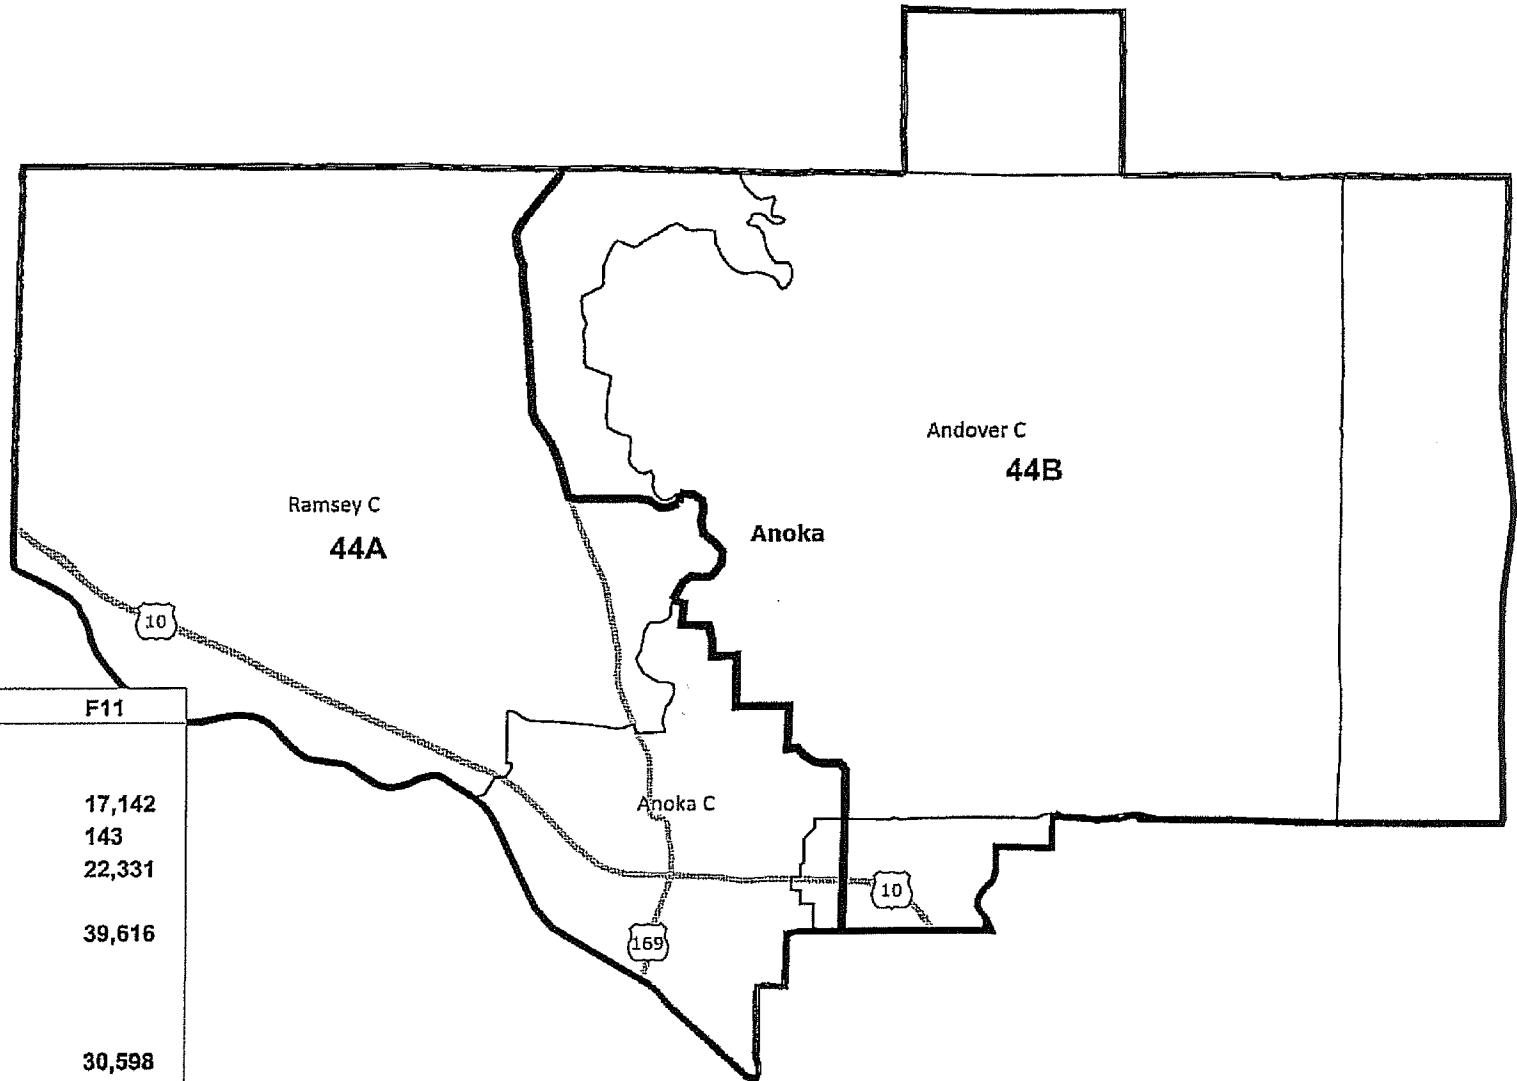 Andover C
44B
Ramsey C
44A
Anoka
10
F11
17,142
Anoka C
143
22,331
10
39,616
169
30,598